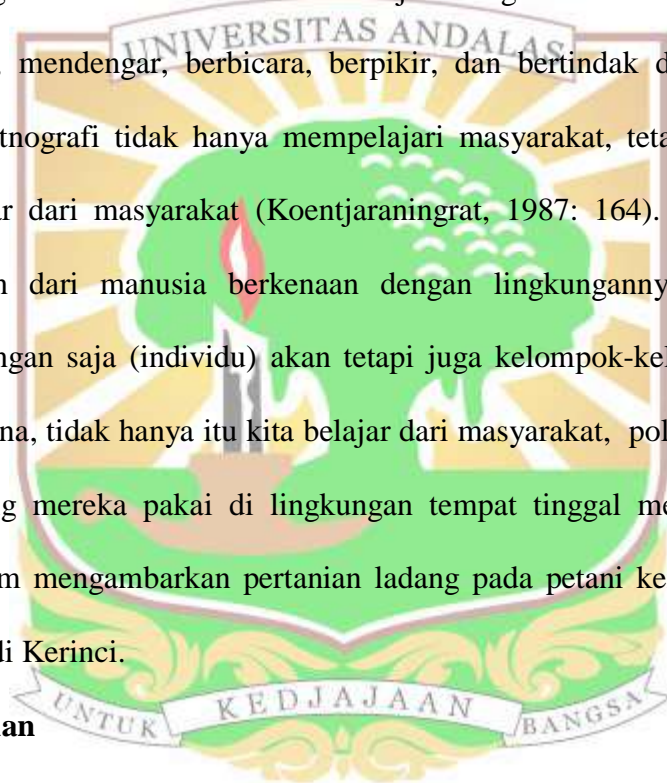 UNIVERSITAS ANDALAS
mendengar, berbicara, berpikir, dan bertindak d
tnografi tidak hanya mempelajari masyarakat, teta
r dari masyarakat (Koentjaraningrat, 1987: 164).
n dari manusia berkenaan dengan lingkunganny
ngan saja (individu) akan tetapi juga kelompok-kel
na, tidak hanya itu kita belajar dari masyarakat, pol
g mereka pakai di lingkungan tempat tinggal me
m mengambarkan pertanian ladang pada petani ke
di Kerinci.
UNTUK KEDJAJAAN BANGSA
an